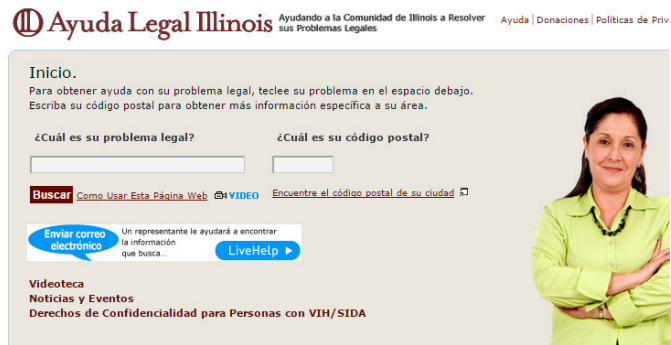 Ayuda Legal Illinois
Ayudando a la Comunidad de Illinois a Resolver
sus Problemas Legales
Ayuda | Donaciones | Políticas de Priva
Inicio.
Para obtener ayuda con su problema legal, teclee su problema en el espacio debajo.
Escriba su código postal para obtener más información específica a su área.
¿Cuál es su problema legal?
¿Cuál es su código postal?
Buscar Como Usar Esta Página Web VIDEO
Encuentre el código postal de su ciudad
Enviar correo
electrónico
Un representante le ayudará a encontrar
la información
que busca...
LiveHelp
Videoteca
Noticias y Eventos
Derechos de Confidencialidad para Personas con VIH/SIDA